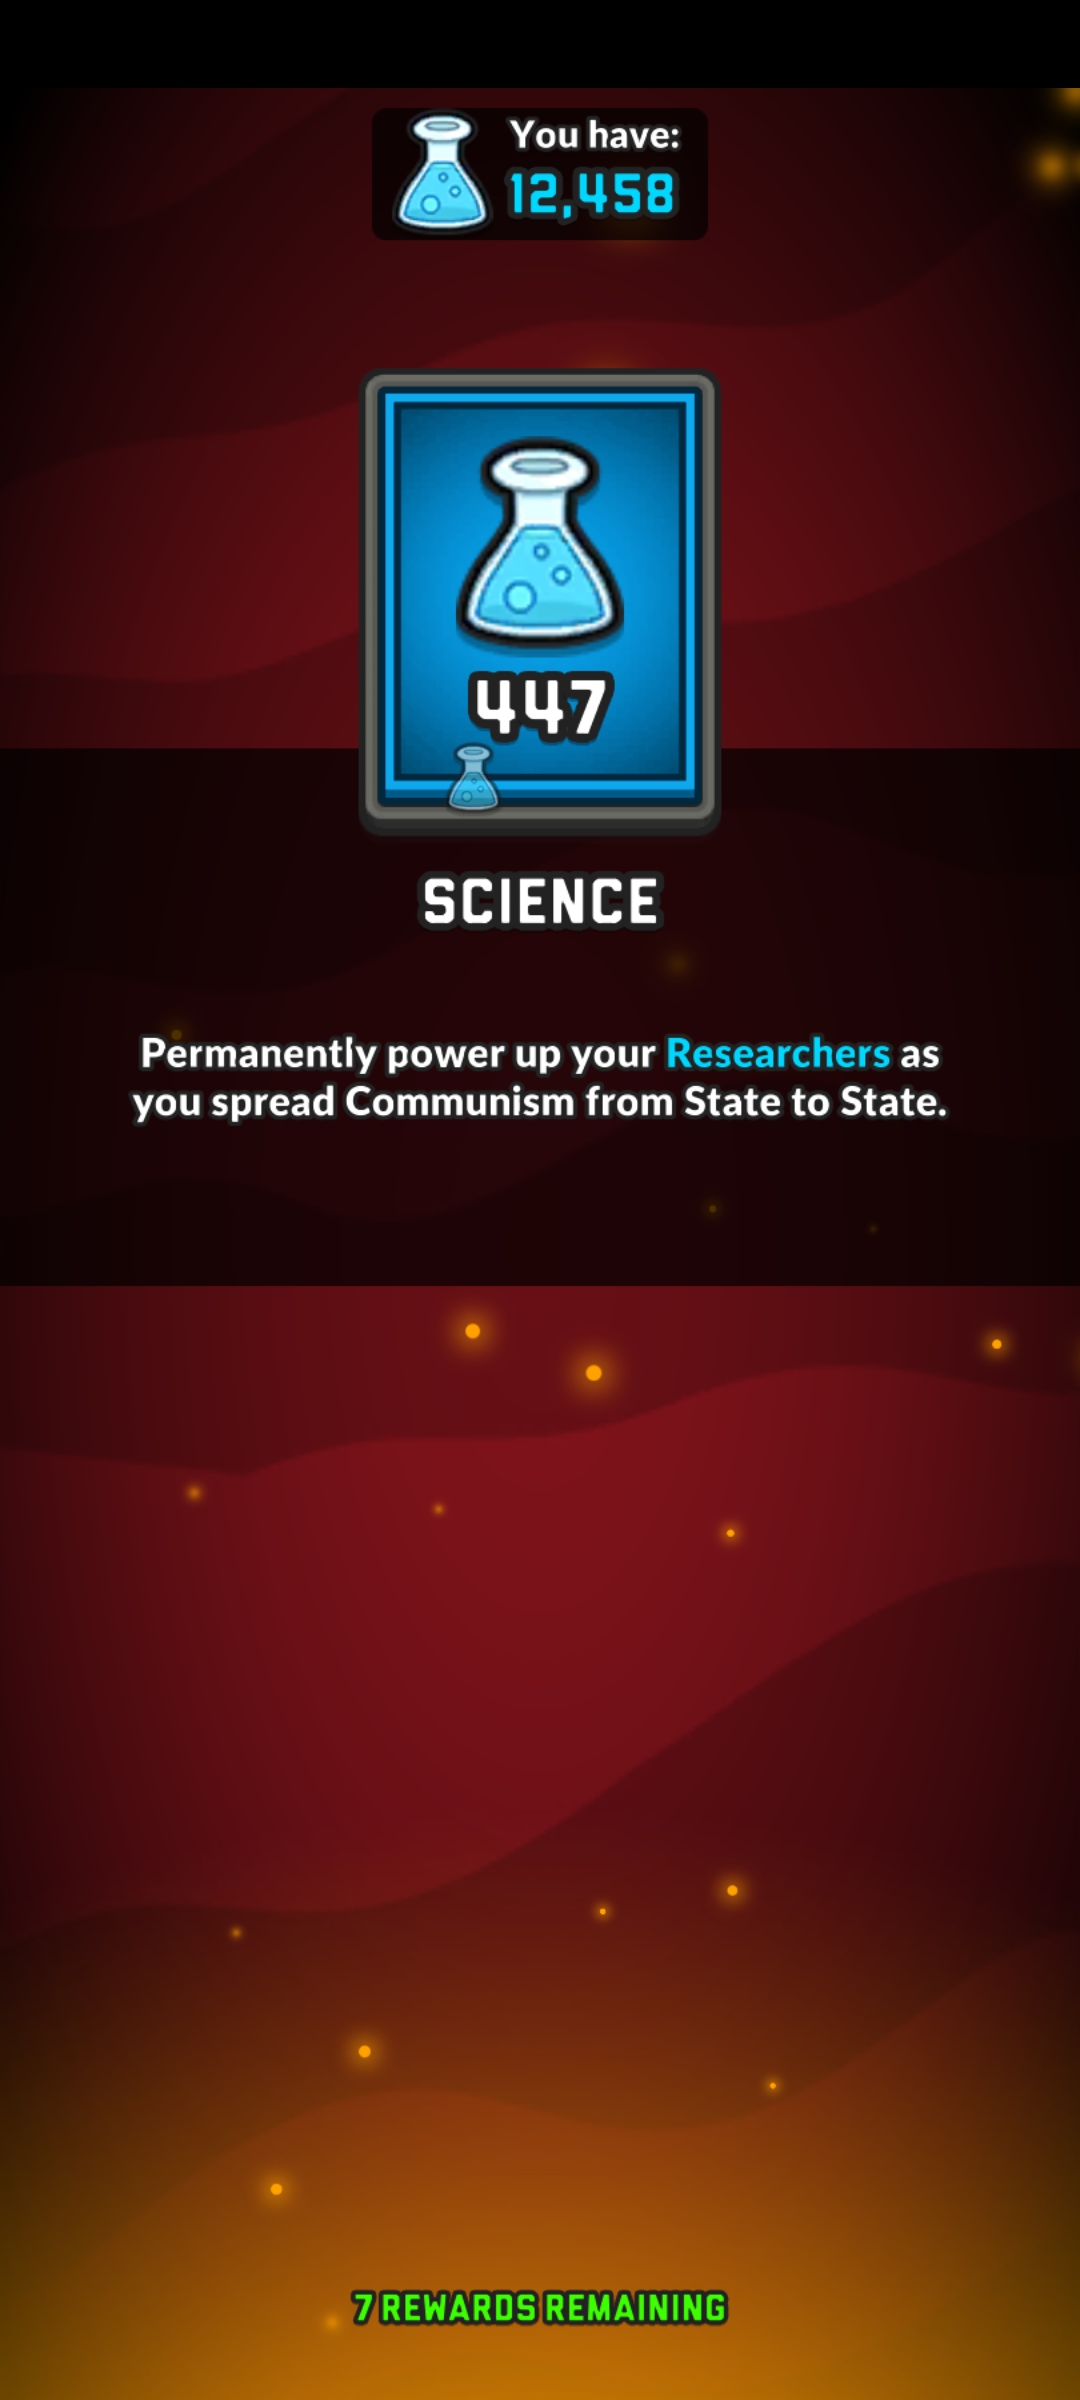 You have:
12,458
447
SCIENCE
Permanently power up your Researchers as
you spread Communism from State to State.
7 REWARDS REMAINING